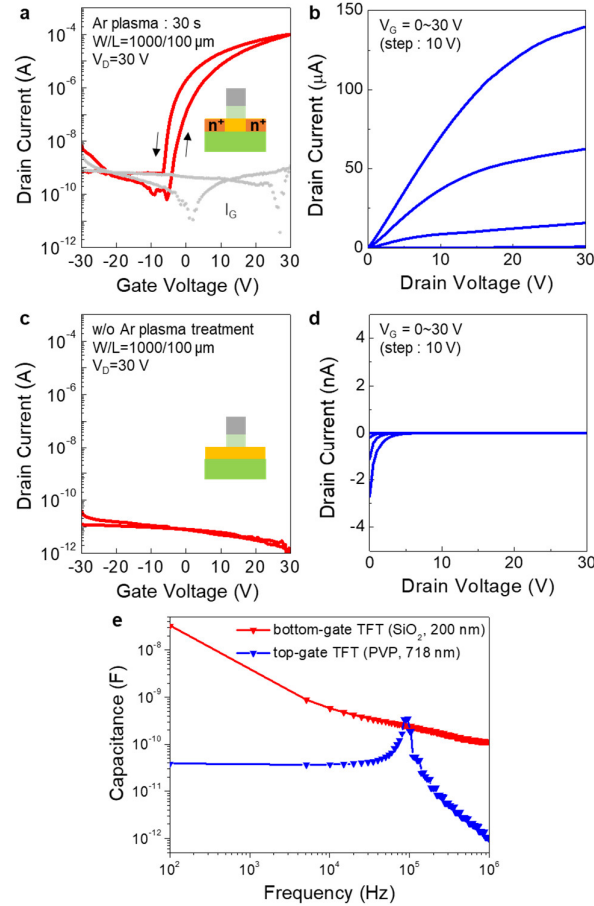 a
Ar plasma : 30 s
W/L=1000/100 µm
V_D=30 V
n+ n+
I_G
Drain Current (A)
10^-2
10^-4
10^-6
10^-8
10^-10
10^-12
-30 -20 -10 0 10 20 30
Gate Voltage (V)
b
V_G = 0~30 V
(step : 10 V)
Drain Current (µA)
150
100
50
0
0 10 20 30
Drain Voltage (V)
c
w/o Ar plasma treatment
W/L=1000/100 µm
V_D=30 V
Drain Current (A)
10^-2
10^-4
10^-6
10^-8
10^-10
10^-12
-30 -20 -10 0 10 20 30
Gate Voltage (V)
d
V_G = 0~30 V
(step : 10 V)
Drain Current (nA)
4
2
0
-2
-4
0 10 20 30
Drain Voltage (V)
e
bottom-gate TFT (SiO2, 200 nm)
top-gate TFT (PVP, 718 nm)
Capacitance (F)
10^-8
10^-9
10^-10
10^-11
10^-12
10^2 10^3 10^4 10^5 10^6
Frequency (Hz)